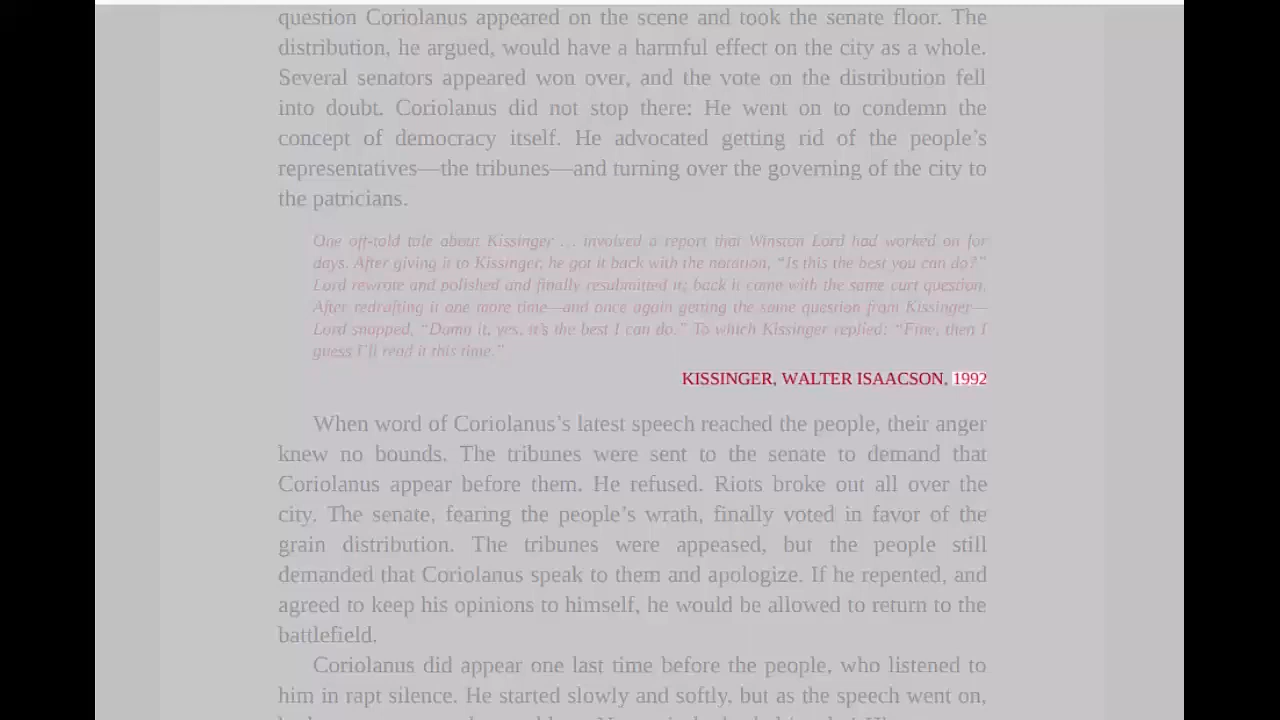 question Coriolanus appeared on the scene and took the senate floor. The
distribution, he argued, would have a harmful effect on the city as a whole.
Several senators appeared won over, and the vote on the distribution fell
into doubt. Coriolanus did not stop there: He went on to condemn the
concept of democracy itself. He advocated getting rid of the people’s
representatives—the tribunes—and turning over the governing of the city to
the patricians.
One oft-told tale about Kissinger … involved a report that Winston Lord had worked on for
days. After giving it to Kissinger, he got it back with the notation, “Is this the best you can do?”
Lord rewrote and polished and finally resubmitted it; back it came with the same curt question.
After redrafting it one more time—and once again getting the same question from Kissinger—
Lord snapped, “Damn it, yes, it’s the best I can do.” To which Kissinger replied: “Fine, then I
guess I’ll read it this time.”
KISSINGER, WALTER ISAACSON, 1992
When word of Coriolanus’s latest speech reached the people, their anger
knew no bounds. The tribunes were sent to the senate to demand that
Coriolanus appear before them. He refused. Riots broke out all over the
city. The senate, fearing the people’s wrath, finally voted in favor of the
grain distribution. The tribunes were appeased, but the people still
demanded that Coriolanus speak to them and apologize. If he repented, and
agreed to keep his opinions to himself, he would be allowed to return to the
battlefield.
Coriolanus did appear one last time before the people, who listened to
him in rapt silence. He started slowly and softly, but as the speech went on,